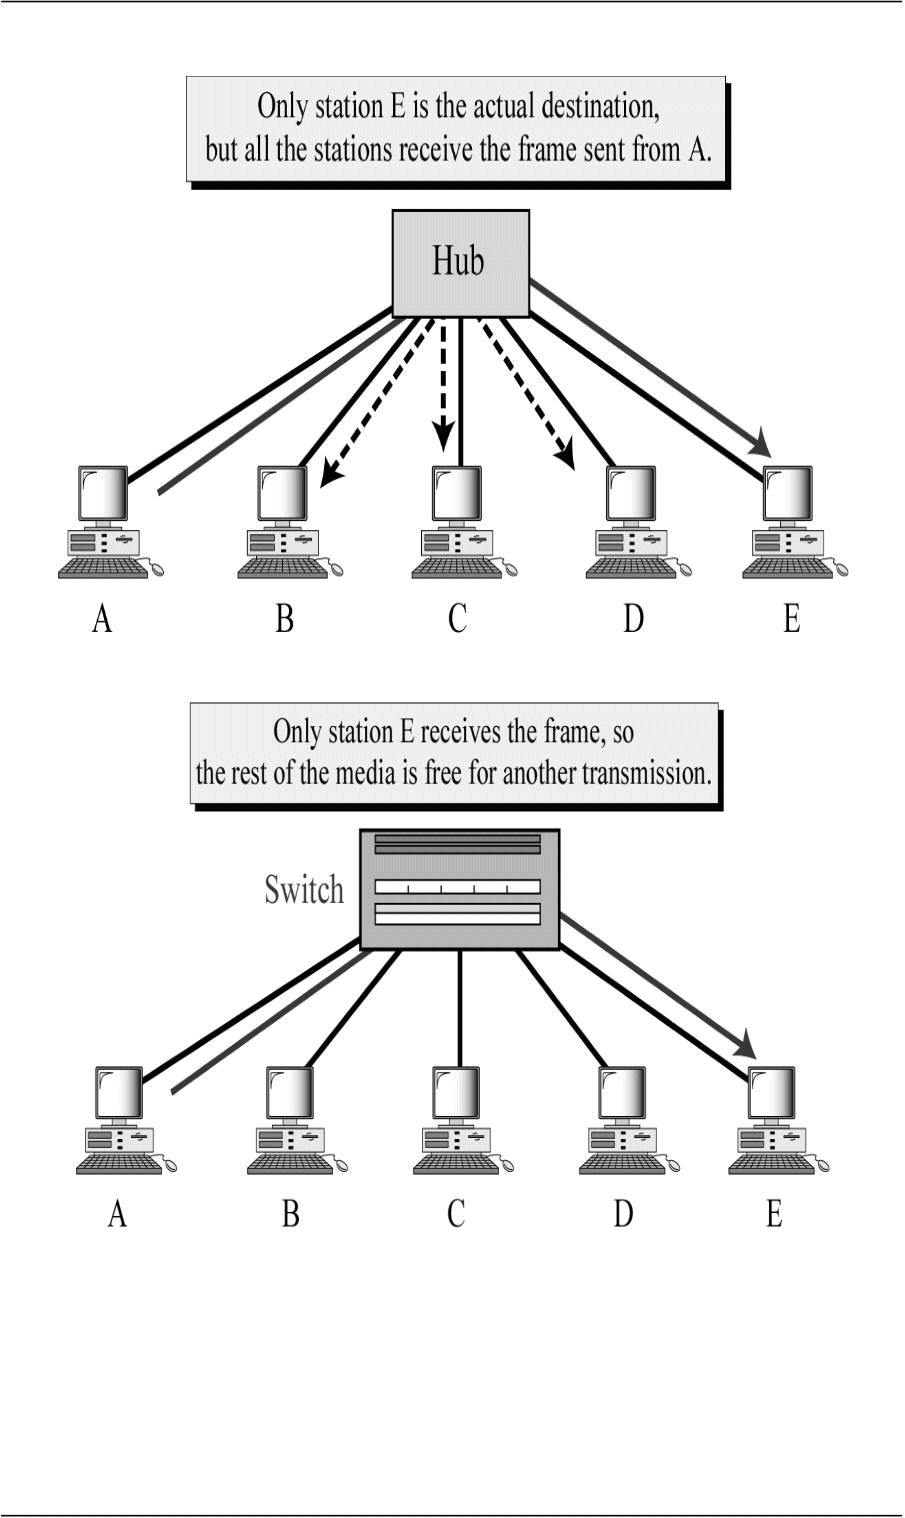 Only station E is the actual destination,
but all the stations receive the frame sent from A.
Hub
A B C D E
Only station E receives the frame, so
the rest of the media is free for another transmission.
Switch
A B C D E